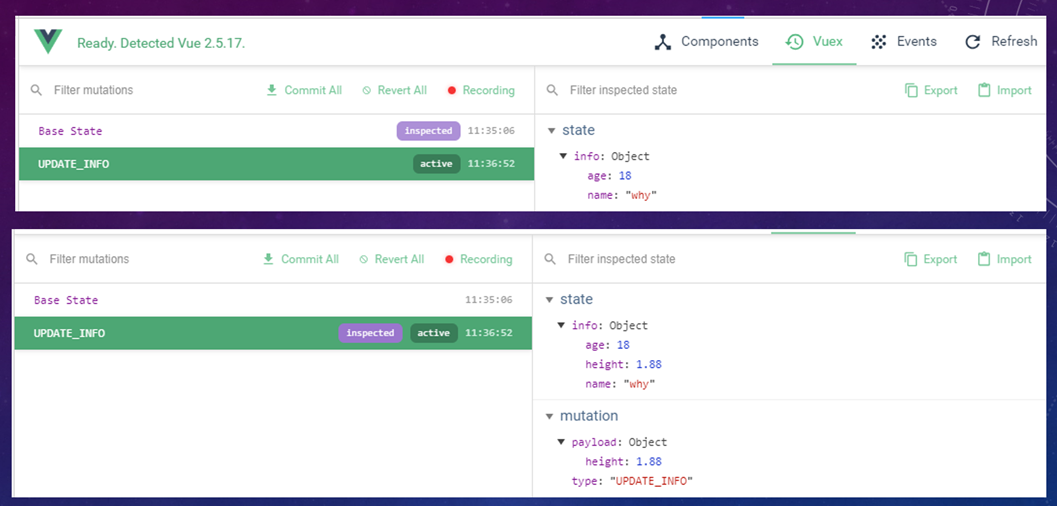 Ready. Detected Vue 2.5.17.
Components
Vuex
Events
Refresh
Filter mutations
Commit All
Revert All
Recording
Filter inspected state
Export
Import
Base State
inspected
11:35:06
UPDATE_INFO
active
11:36:52
state
info: Object
age: 18
name: "why"
Filter mutations
Commit All
Revert All
Recording
Filter inspected state
Export
Import
Base State
11:35:06
UPDATE_INFO
inspected
active
11:36:52
state
info: Object
age: 18
height: 1.88
name: "why"
mutation
payload: Object
height: 1.88
type: "UPDATE_INFO"